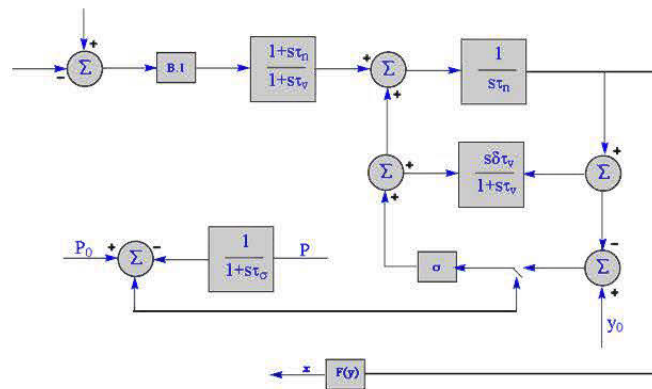 +
Σ
-
B.I
1+sτn
1+sτv
+
Σ
+
1
sτn
Σ
+
+
sδτv
1+sτv
+
Σ
P0
+
Σ
-
1
1+sτσ
P
σ
-
Σ
+
y0
x
F(y)